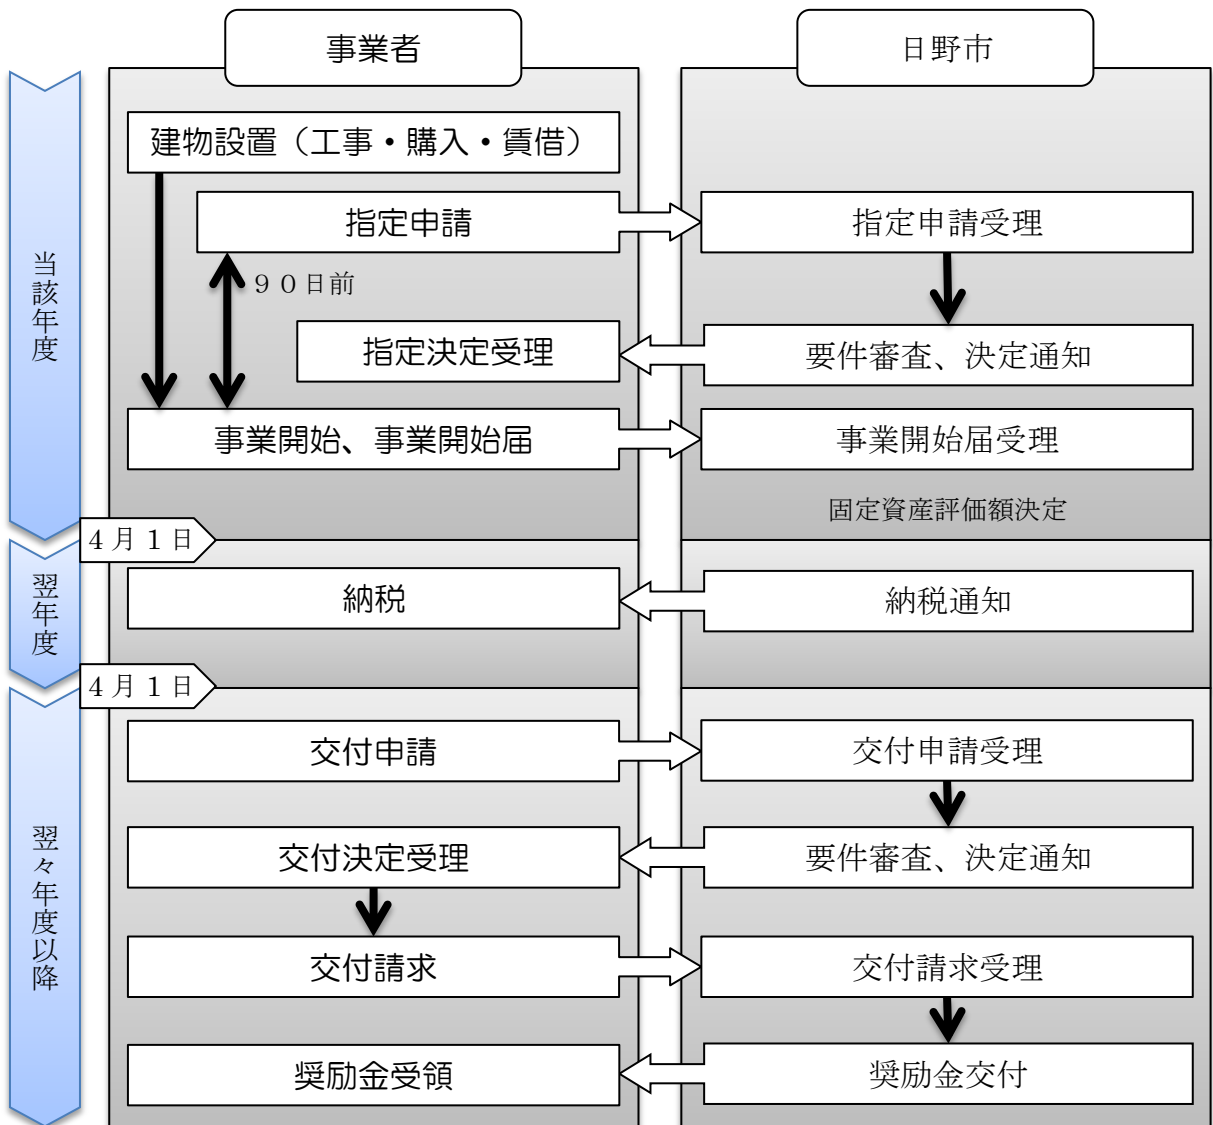 事業者
日野市
当該年度
建物設置（工事・購入・賃借）
指定申請
指定申請受理
９０日前
指定決定受理
要件審査、決定通知
事業開始、事業開始届
事業開始届受理
固定資産評価額決定
４月１日
翌年度
納税
納税通知
４月１日
翌々年度以降
交付申請
交付申請受理
交付決定受理
要件審査、決定通知
交付請求
交付請求受理
奨励金受領
奨励金交付